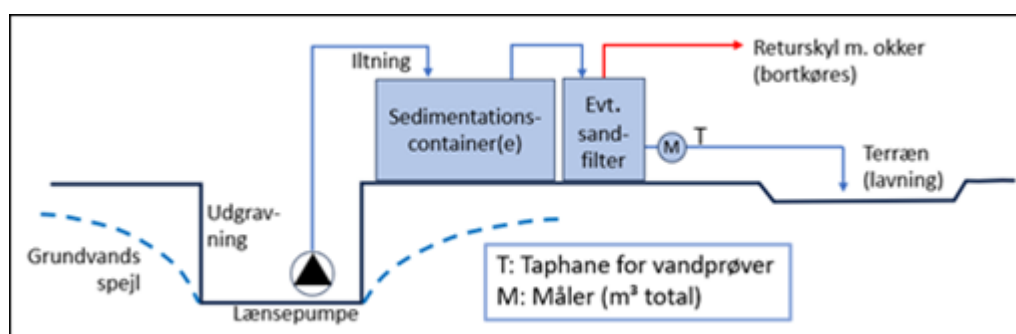 Iltning
Sedimentations-
container(e)
Evt.
sand-
filter
Returskyl m. okker
(bortkøres)
M
T
Terræn
(lavning)
Udgrav-
ning
Grundvands
spejl
Lænsepumpe
T: Taphane for vandprøver
M: Måler (m³ total)